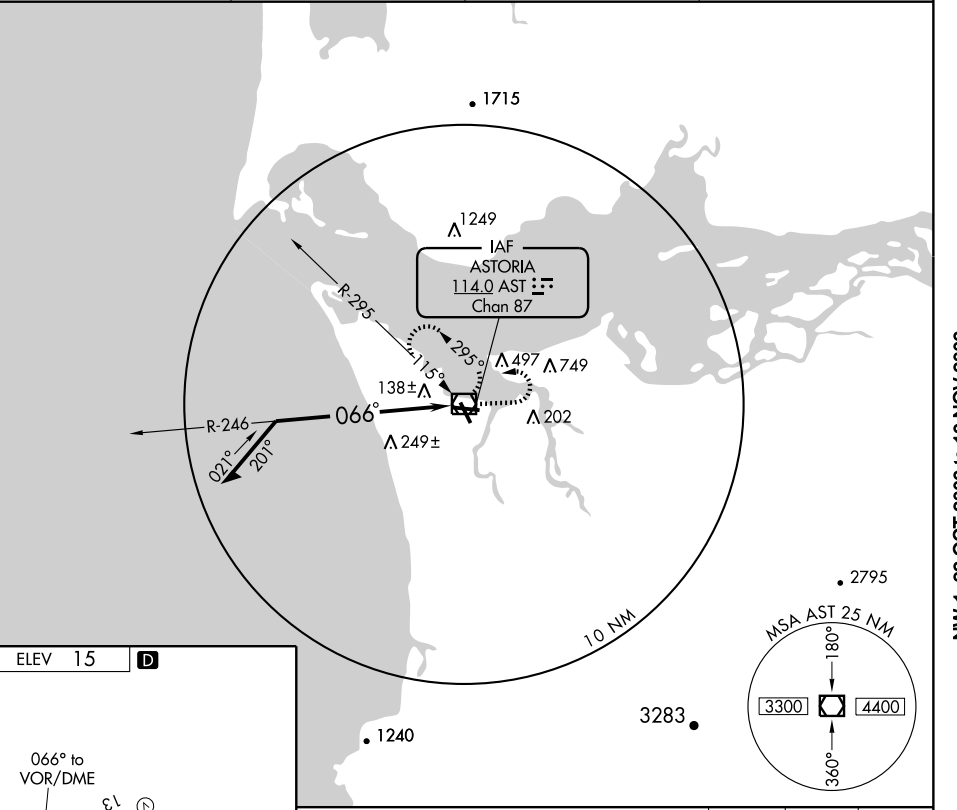 1715
1249
IAF
ASTORIA
114.0 AST
Chan 87
R-295
295°
115°
497
749
138±
066°
202
R-246
249±
021°
201°
2795
10 NM
MSA AST 25 NM
180°
3300
4400
360°
ELEV 15 D
3283
1240
066° to
VOR/DME
13